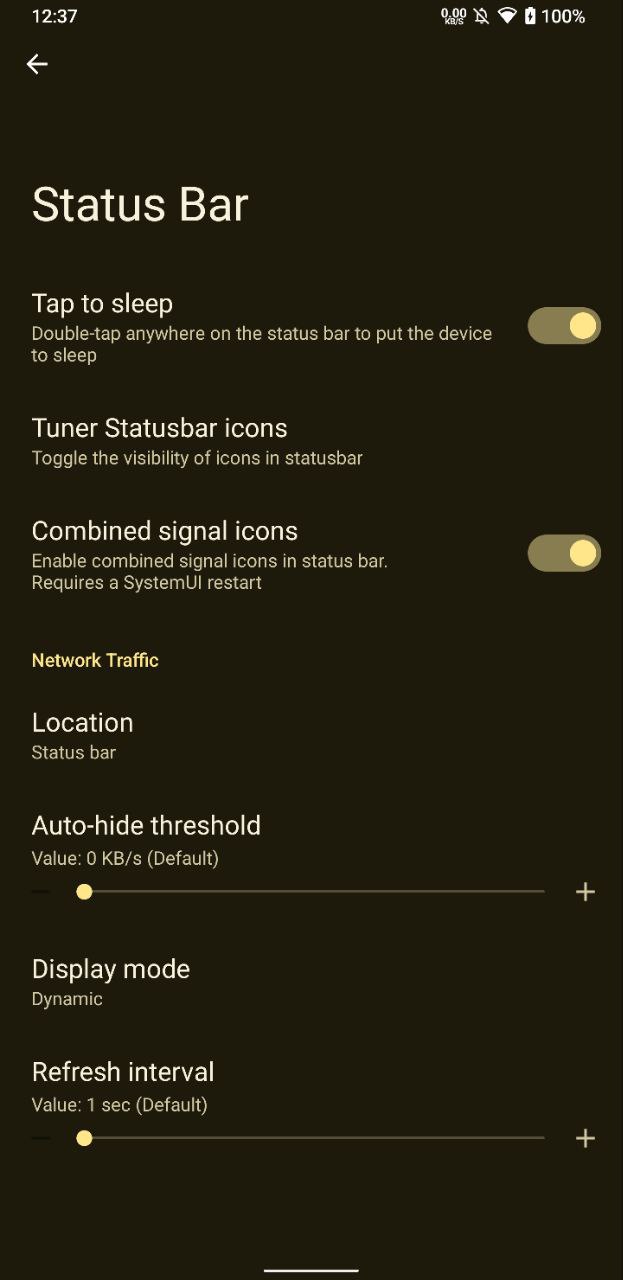 12:37
0.00
KB/S
100%
Status Bar
Tap to sleep
Double-tap anywhere on the status bar to put the device
to sleep
Tuner Statusbar icons
Toggle the visibility of icons in statusbar
Combined signal icons
Enable combined signal icons in status bar.
Requires a SystemUI restart
Network Traffic
Location
Status bar
Auto-hide threshold
Value: 0 KB/s (Default)
Display mode
Dynamic
Refresh interval
Value: 1 sec (Default)